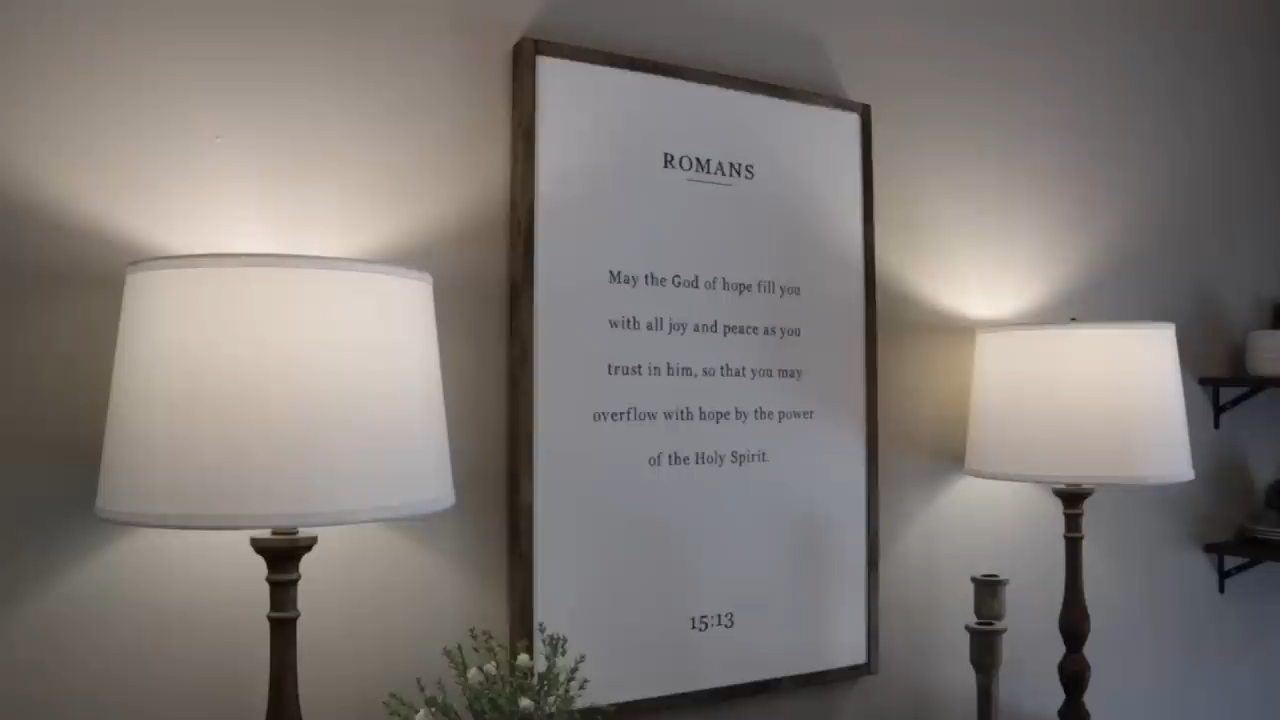 ROMANS
May the God of hope fill you
with all joy and peace as you
trust in him, so that you may
overflow with hope by the power
of the Holy Spirit.
15:13